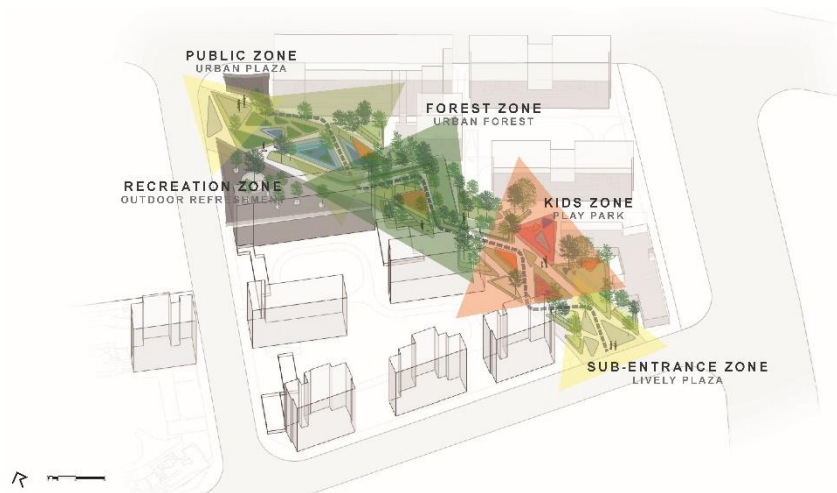 PUBLIC ZONE
URBAN PLAZA
FOREST ZONE
URBAN FOREST
RECREATION ZONE
OUTDOOR REFRESHMENT
KIDS ZONE
PLAY PARK
SUB-ENTRANCE ZONE
LIVELY PLAZA